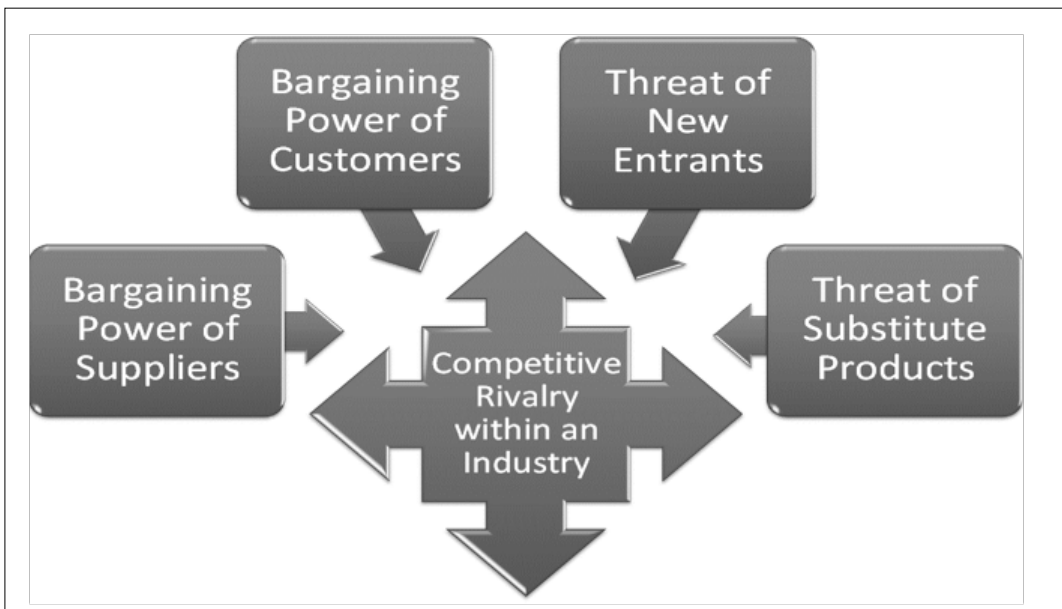 Bargaining
Power of
Customers
Threat of
New
Entrants
Bargaining
Power of
Suppliers
Threat of
Substitute
Products
Competitive
Rivalry
within an
Industry